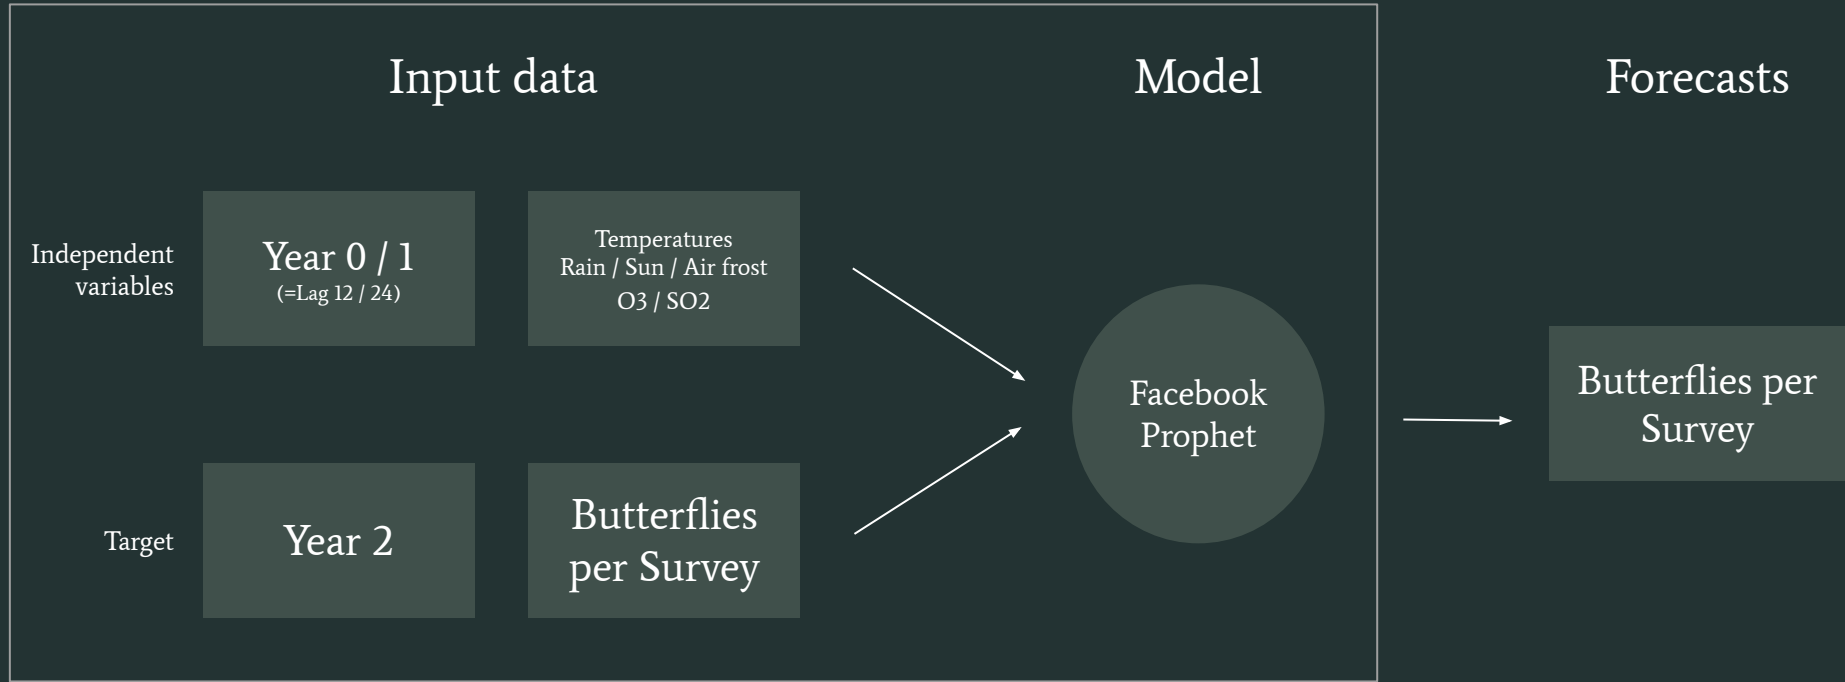 Input data
Model
Forecasts
Independent
variables
Year 0 / 1
(=Lag 12 / 24)
Temperatures
Rain / Sun / Air frost
O3 / SO2
Facebook
Prophet
Butterflies per
Survey
Target
Year 2
Butterflies
per Survey